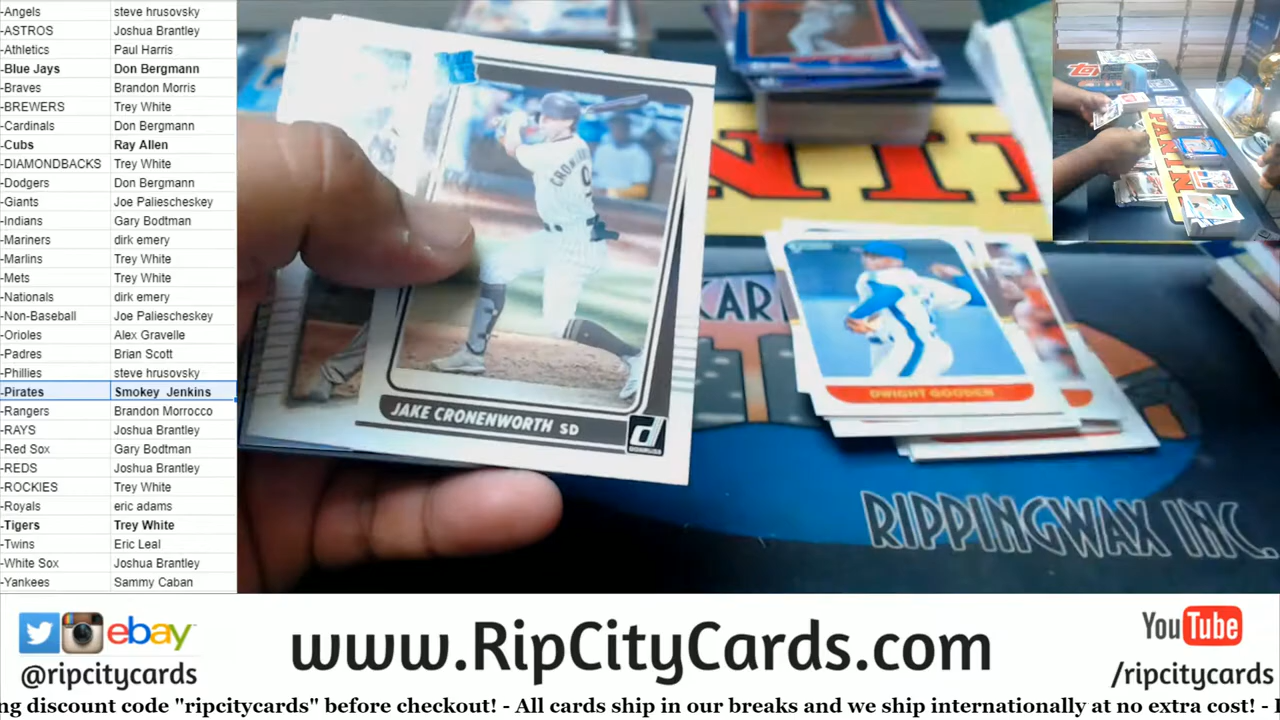 -Angels steve hrusovsky
-ASTROS Joshua Brantley
-Athletics Paul Harris
-Blue Jays Don Bergmann
-Braves Brandon Morris
-BREWERS Trey White
-Cardinals Don Bergmann
-Cubs Ray Allen
-DIAMONDBACKS Trey White
-Dodgers Don Bergmann
-Giants Joe Paliescheskey
-Indians Gary Bodtman
-Mariners dirk emery
-Marlins Trey White
-Mets Trey White
-Nationals dirk emery
-Non-Baseball Joe Paliescheskey
-Orioles Alex Gravelle
-Padres Brian Scott
-Phillies steve hrusovsky
-Pirates Smokey Jenkins
-Rangers Brandon Morrocco
-RAYS Joshua Brantley
-Red Sox Gary Bodtman
-REDS Joshua Brantley
-ROCKIES Trey White
-Royals eric adams
-Tigers Trey White
-Twins Eric Leal
-White Sox Joshua Brantley
-Yankees Sammy Caban
JAKE CRONENWORTH SD
DWIGHT GOODEN
RIPPINGWAX INC.
ebay
@ripcitycards
www.RipCityCards.com
YouTube
/ripcitycards
ng discount code "ripcitycards" before checkout! - All cards ship in our breaks and we ship internationally at no extra cost! -